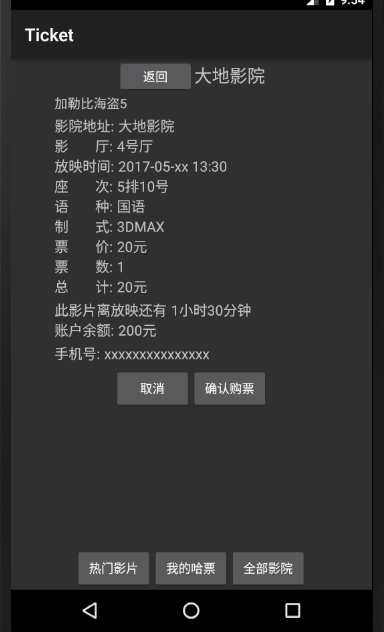 Ticket
返回 大地影院
加勒比海盗5
影院地址: 大地影院
影 厅: 4号厅
放映时间: 2017-05-xx 13:30
座 次: 5排10号
语 种: 国语
制 式: 3DMAX
票 价: 20元
票 数: 1
总 计: 20元
此影片离放映还有 1小时30分钟
账户余额: 200元
手机号: xxxxxxxxxxxxxxx
取消 确认购票
热门影片 我的哈票 全部影院